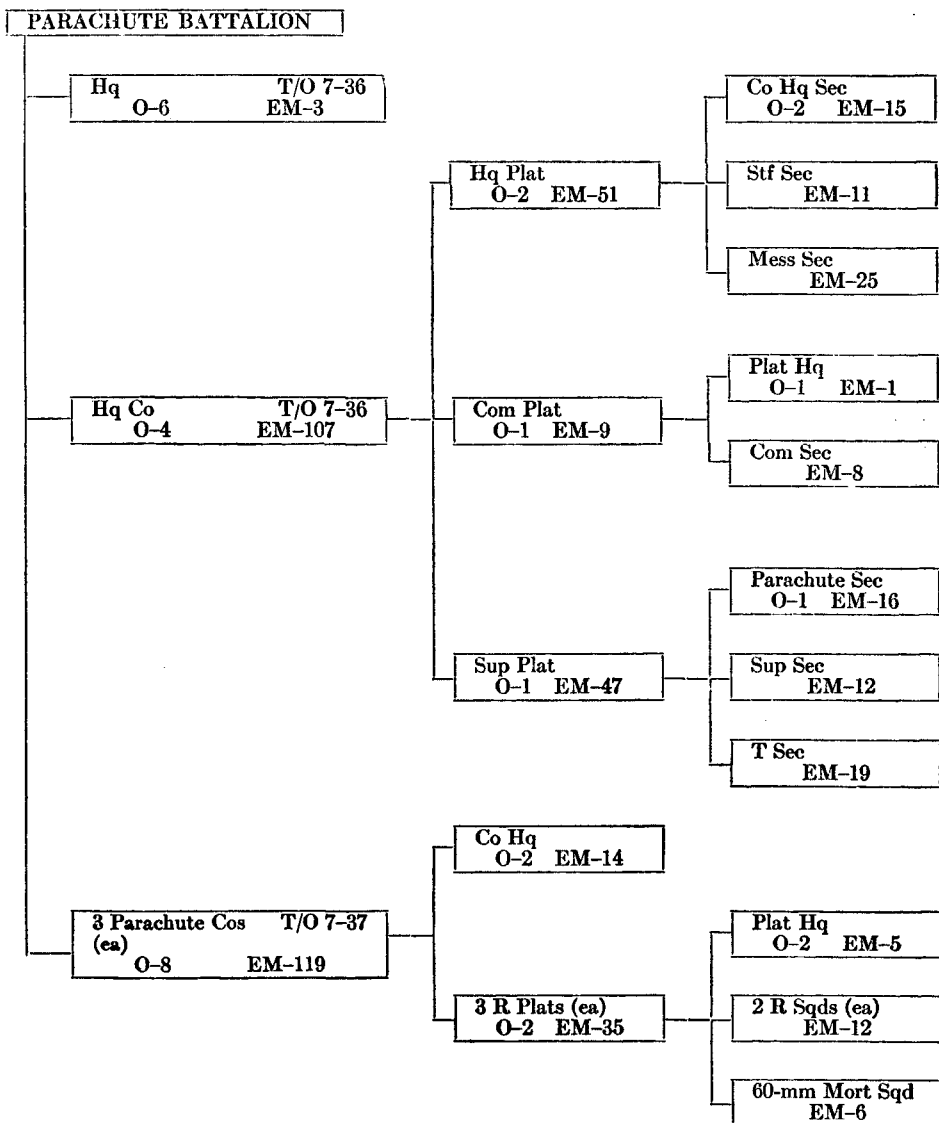 PARACHUTE BATTALION
Hq T/O 7–36
O–6 EM–3
Hq Co T/O 7–36
O–4 EM–107
Hq Plat
O–2 EM–51
Co Hq Sec
O–2 EM–15
Stf Sec
EM–11
Mess Sec
EM–25
Com Plat
O–1 EM–9
Plat Hq
O–1 EM–1
Com Sec
EM–8
Sup Plat
O–1 EM–47
Parachute Sec
O–1 EM–16
Sup Sec
EM–12
T Sec
EM–19
3 Parachute Cos T/O 7–37
(ea)
O–8 EM–119
Co Hq
O–2 EM–14
3 R Plats (ea)
O–2 EM–35
Plat Hq
O–2 EM–5
2 R Sqds (ea)
EM–12
60-mm Mort Sqd
EM–6